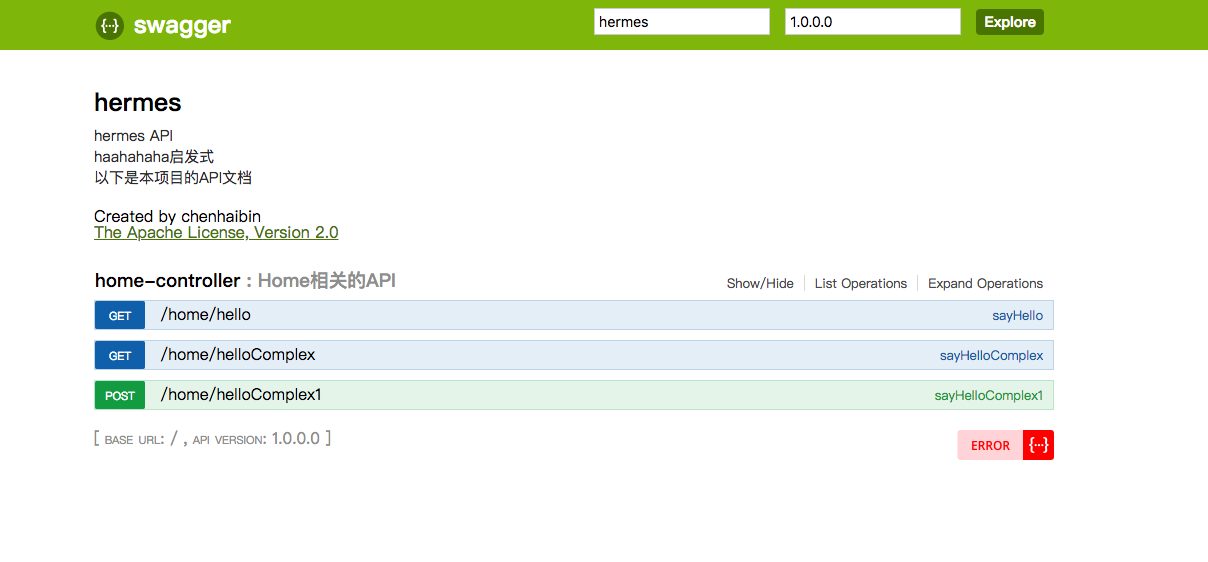 {···} swagger hermes 1.0.0.0 Explore
hermes
hermes API
haahahaha启发式
以下是本项目的API文档
Created by chenhaibin
The Apache License, Version 2.0
home-controller : Home相关的API Show/Hide List Operations Expand Operations
GET /home/hello sayHello
GET /home/helloComplex sayHelloComplex
POST /home/helloComplex1 sayHelloComplex1
[ BASE URL: / , API VERSION: 1.0.0.0 ] ERROR {···}